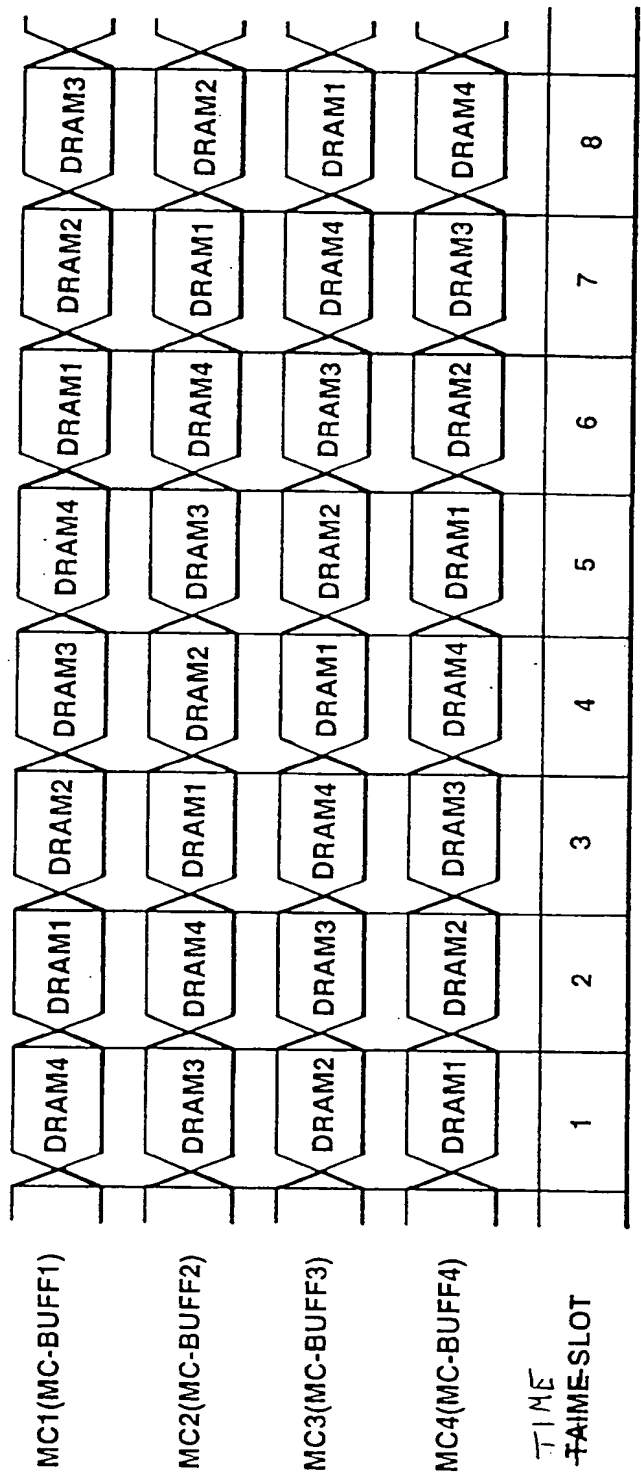 MC1(MC-BUFF1) DRAM4 DRAM1 DRAM2 DRAM3 DRAM4 DRAM1 DRAM2 DRAM3
MC2(MC-BUFF2) DRAM3 DRAM4 DRAM1 DRAM2 DRAM3 DRAM4 DRAM1 DRAM2
MC3(MC-BUFF3) DRAM2 DRAM3 DRAM4 DRAM1 DRAM2 DRAM3 DRAM4 DRAM1
MC4(MC-BUFF4) DRAM1 DRAM2 DRAM3 DRAM4 DRAM1 DRAM2 DRAM3 DRAM4
TIME
TAIME-SLOT 1 2 3 4 5 6 7 8